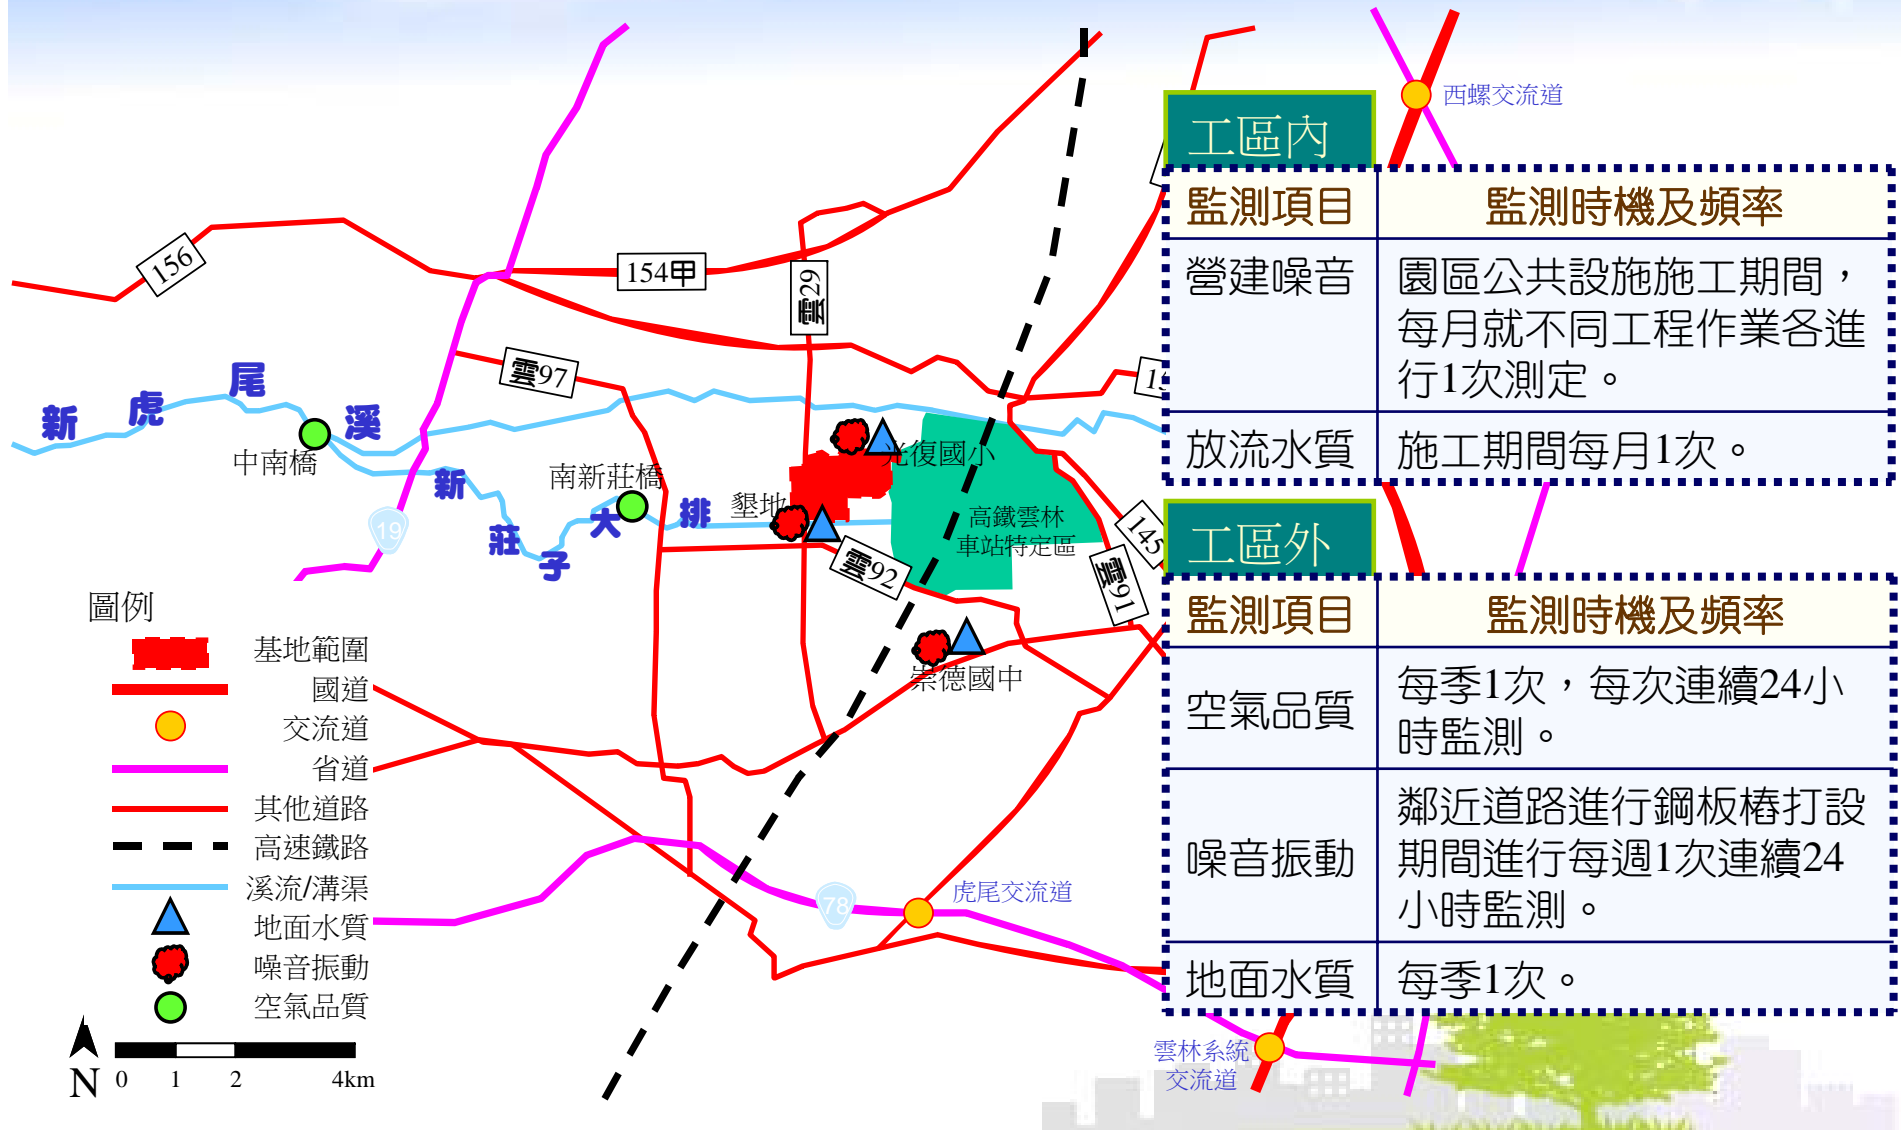 西螺交流道
工區內
監測項目 監測時機及頻率
營建噪音 園區公共設施施工期間，
每月就不同工程作業各進
行1次測定。
放流水質 施工期間每月1次。
工區外
監測項目 監測時機及頻率
空氣品質 每季1次，每次連續24小
時監測。
噪音振動 鄰近道路進行鋼板樁打設
期間進行每週1次連續24
小時監測。
地面水質 每季1次。
156
154甲
雲29
雲97
新虎尾溪
中南橋
南新莊橋
新莊子大排
墾地
光復國小
高鐵雲林
車站特定區
145
雲91
雲92
19
崇德國中
78
虎尾交流道
雲林系統
交流道
圖例
基地範圍
國道
交流道
省道
其他道路
高速鐵路
溪流/溝渠
地面水質
噪音振動
空氣品質
N
0 1 2 4km